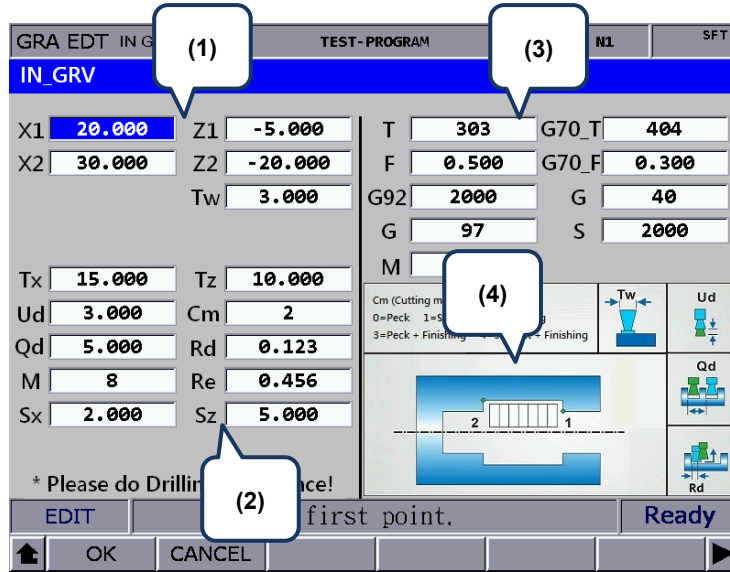 GRA EDT IN G (1) TEST-PROGRAM (3) N1 SFT
IN_GRV
X1 20.000 Z1 -5.000 T 303 G70_T 404
X2 30.000 Z2 -20.000 F 0.500 G70_F 0.300
Tw 3.000 G92 2000 G 40
G 97 S 2000
M
Tx 15.000 Tz 10.000
Ud 3.000 Cm 2
Qd 5.000 Rd 0.123
M 8 Re 0.456
Sx 2.000 Sz 5.000
* Please do Drillin (2) nce!
Cm (Cutting m (4)
0=Peck 1=S g
3=Peck + Finishing + Finishing
Tw Ud
Qd
2 1
Rd
EDIT first point. Ready
OK CANCEL